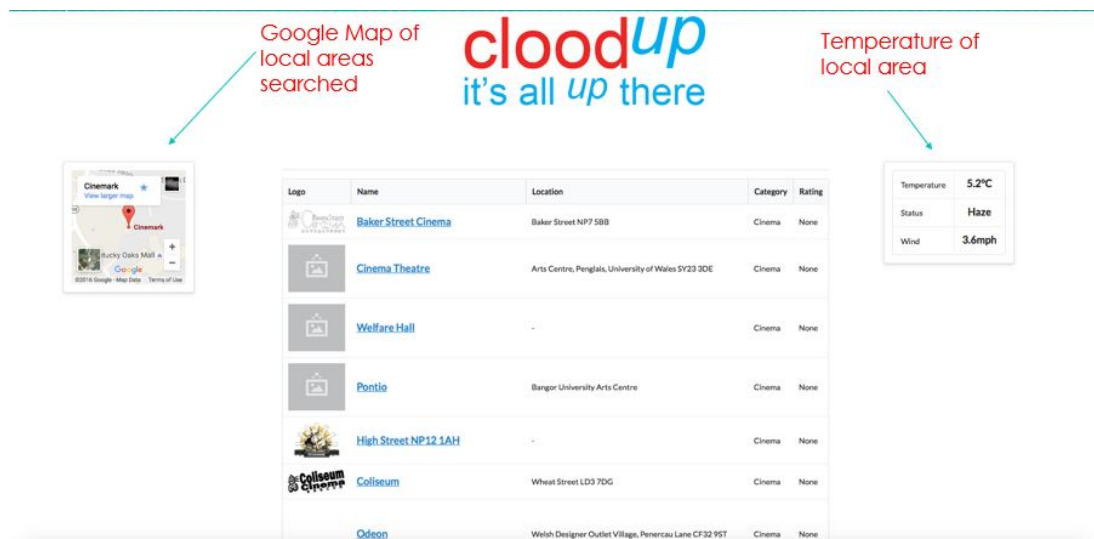 Google Map of
local areas
searched
cloodup
it's all up there
Temperature of
local area
Cinemark
View larger map
Cinemark
tucky Oaks Mall
Google
©2016 Google - Map Data Terms of Use
Logo Name Location Category Rating
Baker Street Cinema Baker Street NP7 5BB Cinema None
Cinema Theatre Arts Centre, Penglais, University of Wales SY23 3DE Cinema None
Welfare Hall - Cinema None
Pontio Bangor University Arts Centre Cinema None
High Street NP12 1AH - Cinema None
Coliseum Cinema Coliseum Wheat Street LD3 7DG Cinema None
Odeon Welsh Designer Outlet Village, Penercau Lane CF32 9ST Cinema None
Temperature 5.2°C
Status Haze
Wind 3.6mph